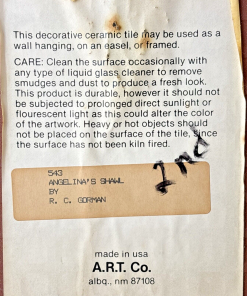 This decorative ceramic tile may be used as a
wall hanging, on an easel, or framed.
CARE: Clean the surface occasionally with
any type of liquid glass cleaner to remove
smudges and dust to produce a fresh look.
This product is durable, however it should not
be subjected to prolonged direct sunlight or
flourescent light as this could alter the color
of the artwork. Heavy or hot objects should
not be placed on the surface of the tile, since
the surface has not been kiln fired.
543
ANGELINA'S SHAWL
BY
R. C. GORMAN
made in usa
A.R.T. Co.
albq., nm 87108